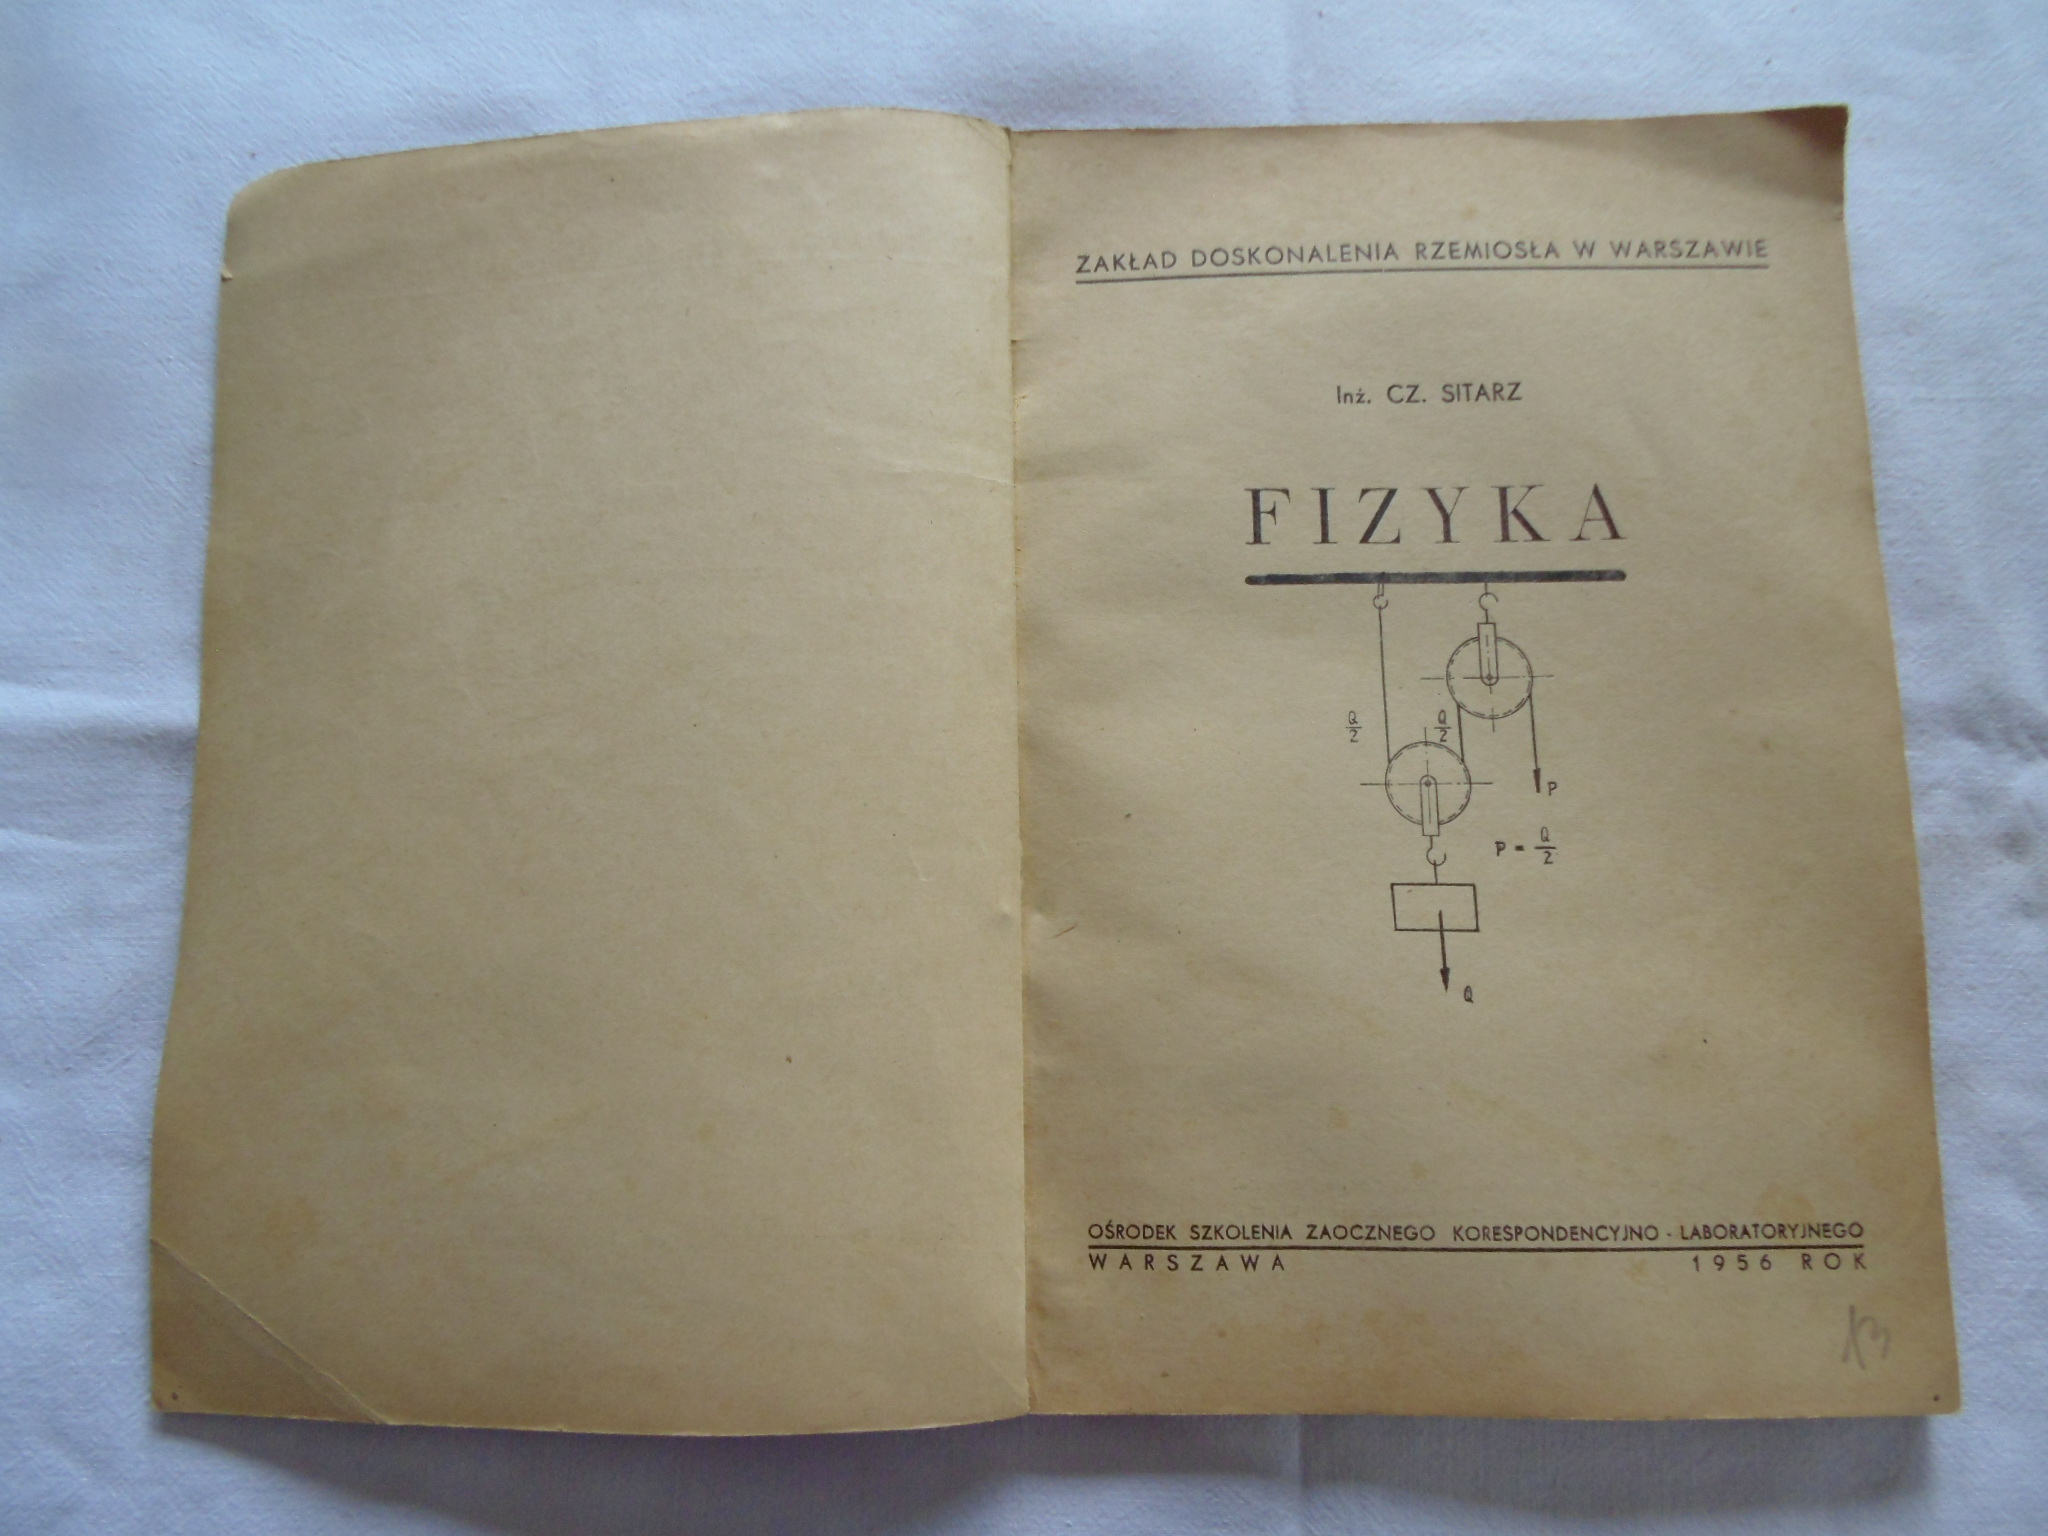 ZAKŁAD DOSKONALENIA RZEMIOSŁA W WARSZAWIE
Inż. CZ. SITARZ
FIZYKA
Q/2 Q/2
P
P = Q/2
Q
OŚRODEK SZKOLENIA ZAOCZNEGO KORESPONDENCYJNO - LABORATORYJNEGO
WARSZAWA 1956 ROK